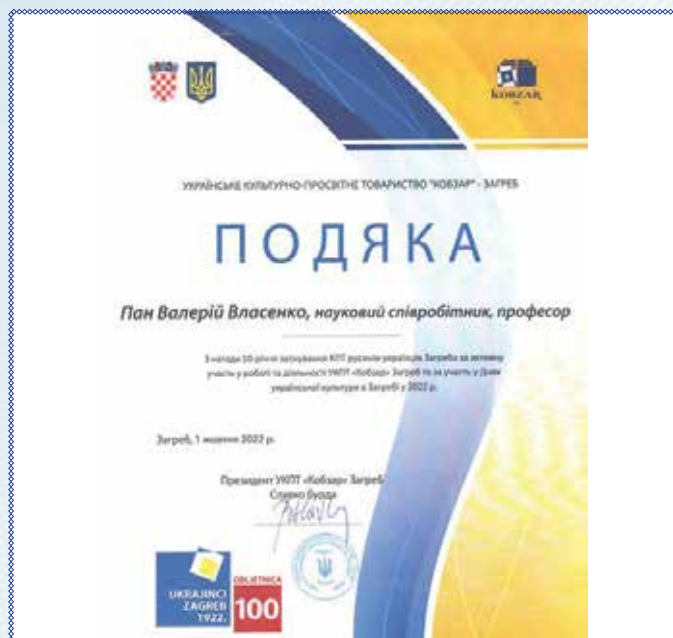 KOBZAR
УКРАЇНСЬКЕ КУЛЬТУРНО-ПРОСВІТНЄ ТОВАРИСТВО "КОБЗАР" - ЗАГРЕБ
ПОДЯКА
Пан Валерій Власенко, науковий співробітник, професор
З нагоди 50-річчя заснування КПТ русинів-українців Загреба за активну
участь у роботі та діяльності УКПТ «Кобзар» Загреб та за участь у Днях
української культури в Загребі у 2022 р.
Загреб, 1 жовтня 2022 р.
Президент УКПТ «Кобзар» Загреб
Славко Бурда
UKRAJINCI
ZAGREB
1922.
OBLJETNICA
100